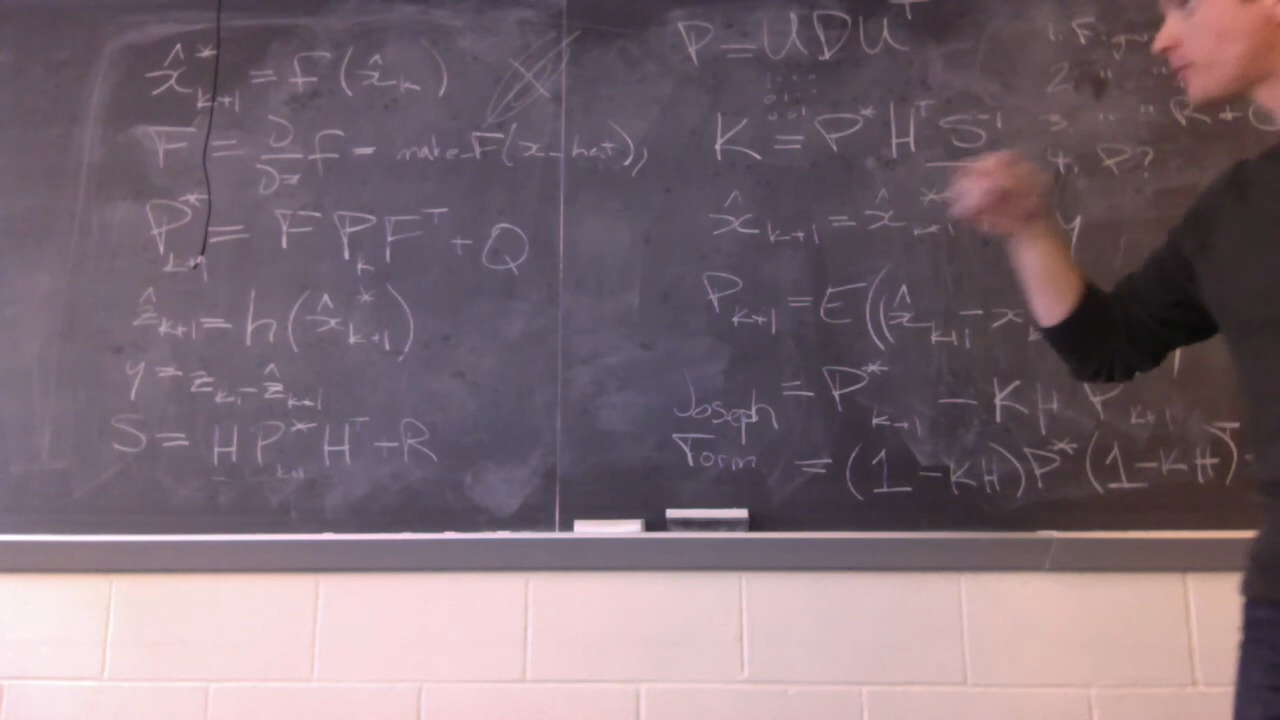 x̂*ₖ₊₁ = f(x̂ₖ)
F = ∂/∂x f = make_F(x_hat),
P*ₖ₊₁ = F Pₖ Fᵀ + Q
ẑₖ₊₁ = h(x̂*ₖ₊₁)
y = zₖ₊₁ - ẑₖ₊₁
S = H P*ₖ₊₁ Hᵀ + R
P = UDUᵀ
K = P* Hᵀ S⁻¹
x̂ₖ₊₁ = x̂*ₖ₊₁ y
Pₖ₊₁ = E((x̂ₖ₊₁ - x
Joseph Form = P*ₖ₊₁ - KH P*ₖ₊₁
= (1 - KH)P*(1 - KH)ᵀ
1. Figu
2. " "
3. " " R +
4. P?